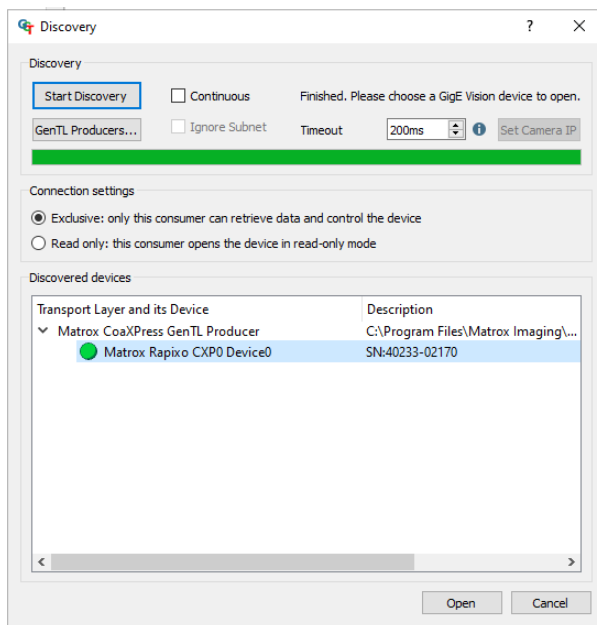 Discovery
Discovery
Start Discovery Continuous Finished. Please choose a GigE Vision device to open.
GenTL Producers... Ignore Subnet Timeout 200ms Set Camera IP
Connection settings
Exclusive: only this consumer can retrieve data and control the device
Read only: this consumer opens the device in read-only mode
Discovered devices
Transport Layer and its Device Description
Matrox CoaXPress GenTL Producer C:\Program Files\Matrox Imaging\...
Matrox Rapixo CXP0 Device0 SN:40233-02170
Open Cancel